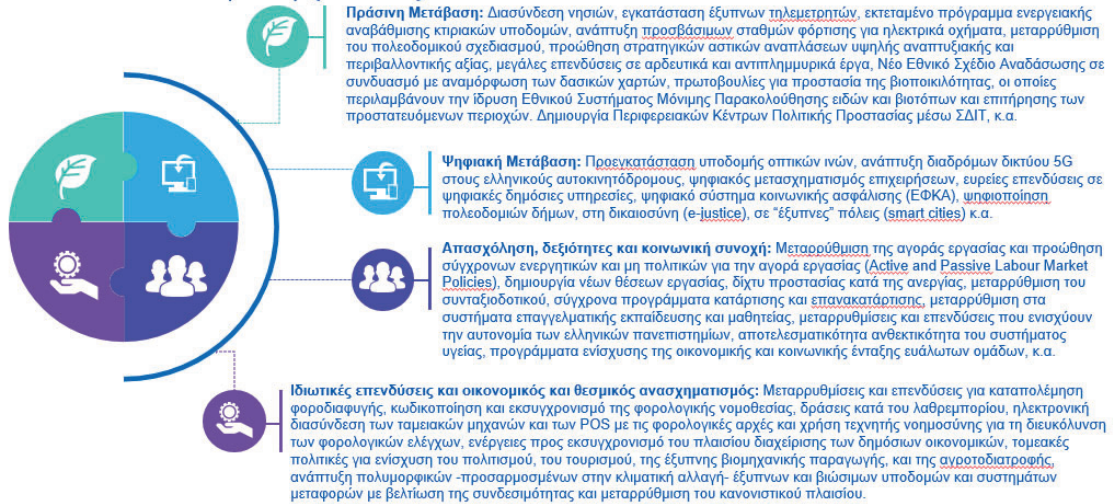 Πράσινη Μετάβαση: Διασύνδεση νησιών, εγκατάσταση έξυπνων τηλεμετρητών, εκτεταμένο πρόγραμμα ενεργειακής
αναβάθμισης κτιριακών υποδομών, ανάπτυξη προσβάσιμων σταθμών φόρτισης για ηλεκτρικά οχήματα, μεταρρύθμιση
του πολεοδομικού σχεδιασμού, προώθηση στρατηγικών αστικών αναπλάσεων υψηλής αναπτυξιακής και
περιβαλλοντικής αξίας, μεγάλες επενδύσεις σε αρδευτικά και αντιπλημμυρικά έργα, Νέο Εθνικό Σχέδιο Αναδάσωσης σε
συνδυασμό με αναμόρφωση των δασικών χαρτών, πρωτοβουλίες για προστασία της βιοποικιλότητας, οι οποίες
περιλαμβάνουν την ίδρυση Εθνικού Συστήματος Μόνιμης Παρακολούθησης ειδών και βιοτόπων και επιτήρησης των
προστατευόμενων περιοχών. Δημιουργία Περιφερειακών Κέντρων Πολιτικής Προστασίας μέσω ΣΔΙΤ, κ.α.
Ψηφιακή Μετάβαση: Προεγκατάσταση υποδομής οπτικών ινών, ανάπτυξη διαδρόμων δικτύου 5G
στους ελληνικούς αυτοκινητόδρομους, ψηφιακός μετασχηματισμός επιχειρήσεων, ευρείες επενδύσεις σε
ψηφιακές δημόσιες υπηρεσίες, ψηφιακό σύστημα κοινωνικής ασφάλισης (ΕΦΚΑ), ψηφιοποίηση
πολεοδομιών δήμων, στη δικαιοσύνη (e-justice), σε “έξυπνες” πόλεις (smart cities) κ.α.
Απασχόληση, δεξιότητες και κοινωνική συνοχή: Μεταρρύθμιση της αγοράς εργασίας και προώθηση
σύγχρονων ενεργητικών και μη πολιτικών για την αγορά εργασίας (Active and Passive Labour Market
Policies), δημιουργία νέων θέσεων εργασίας, δίχτυ προστασίας κατά της ανεργίας, μεταρρύθμιση του
συνταξιοδοτικού, σύγχρονα προγράμματα κατάρτισης και επανακατάρτισης, μεταρρύθμιση στα
συστήματα επαγγελματικής εκπαίδευσης και μαθητείας, μεταρρυθμίσεις και επενδύσεις που ενισχύουν
την αυτονομία των ελληνικών πανεπιστημίων, αποτελεσματικότητα ανθεκτικότητα του συστήματος
υγείας, προγράμματα ενίσχυσης της οικονομικής και κοινωνικής ένταξης ευάλωτων ομάδων, κ.α.
Ιδιωτικές επενδύσεις και οικονομικός και θεσμικός ανασχηματισμός: Μεταρρυθμίσεις και επενδύσεις για καταπολέμηση
φοροδιαφυγής, κωδικοποίηση και εκσυγχρονισμό της φορολογικής νομοθεσίας, δράσεις κατά του λαθρεμπορίου, ηλεκτρονική
διασύνδεση των ταμειακών μηχανών και των POS με τις φορολογικές αρχές και χρήση τεχνητής νοημοσύνης για τη διευκόλυνση
των φορολογικών ελέγχων, ενέργειες προς εκσυγχρονισμό του πλαισίου διαχείρισης των δημόσιων οικονομικών, τομεακές
πολιτικές για ενίσχυση του πολιτισμού, του τουρισμού, της έξυπνης βιομηχανικής παραγωγής, και της αγροτοδιατροφής,
ανάπτυξη πολυμορφικών -προσαρμοσμένων στην κλιματική αλλαγή- έξυπνων και βιώσιμων υποδομών και συστημάτων
μεταφορών με βελτίωση της συνδεσιμότητας και μεταρρύθμιση του κανονιστικού πλαισίου.